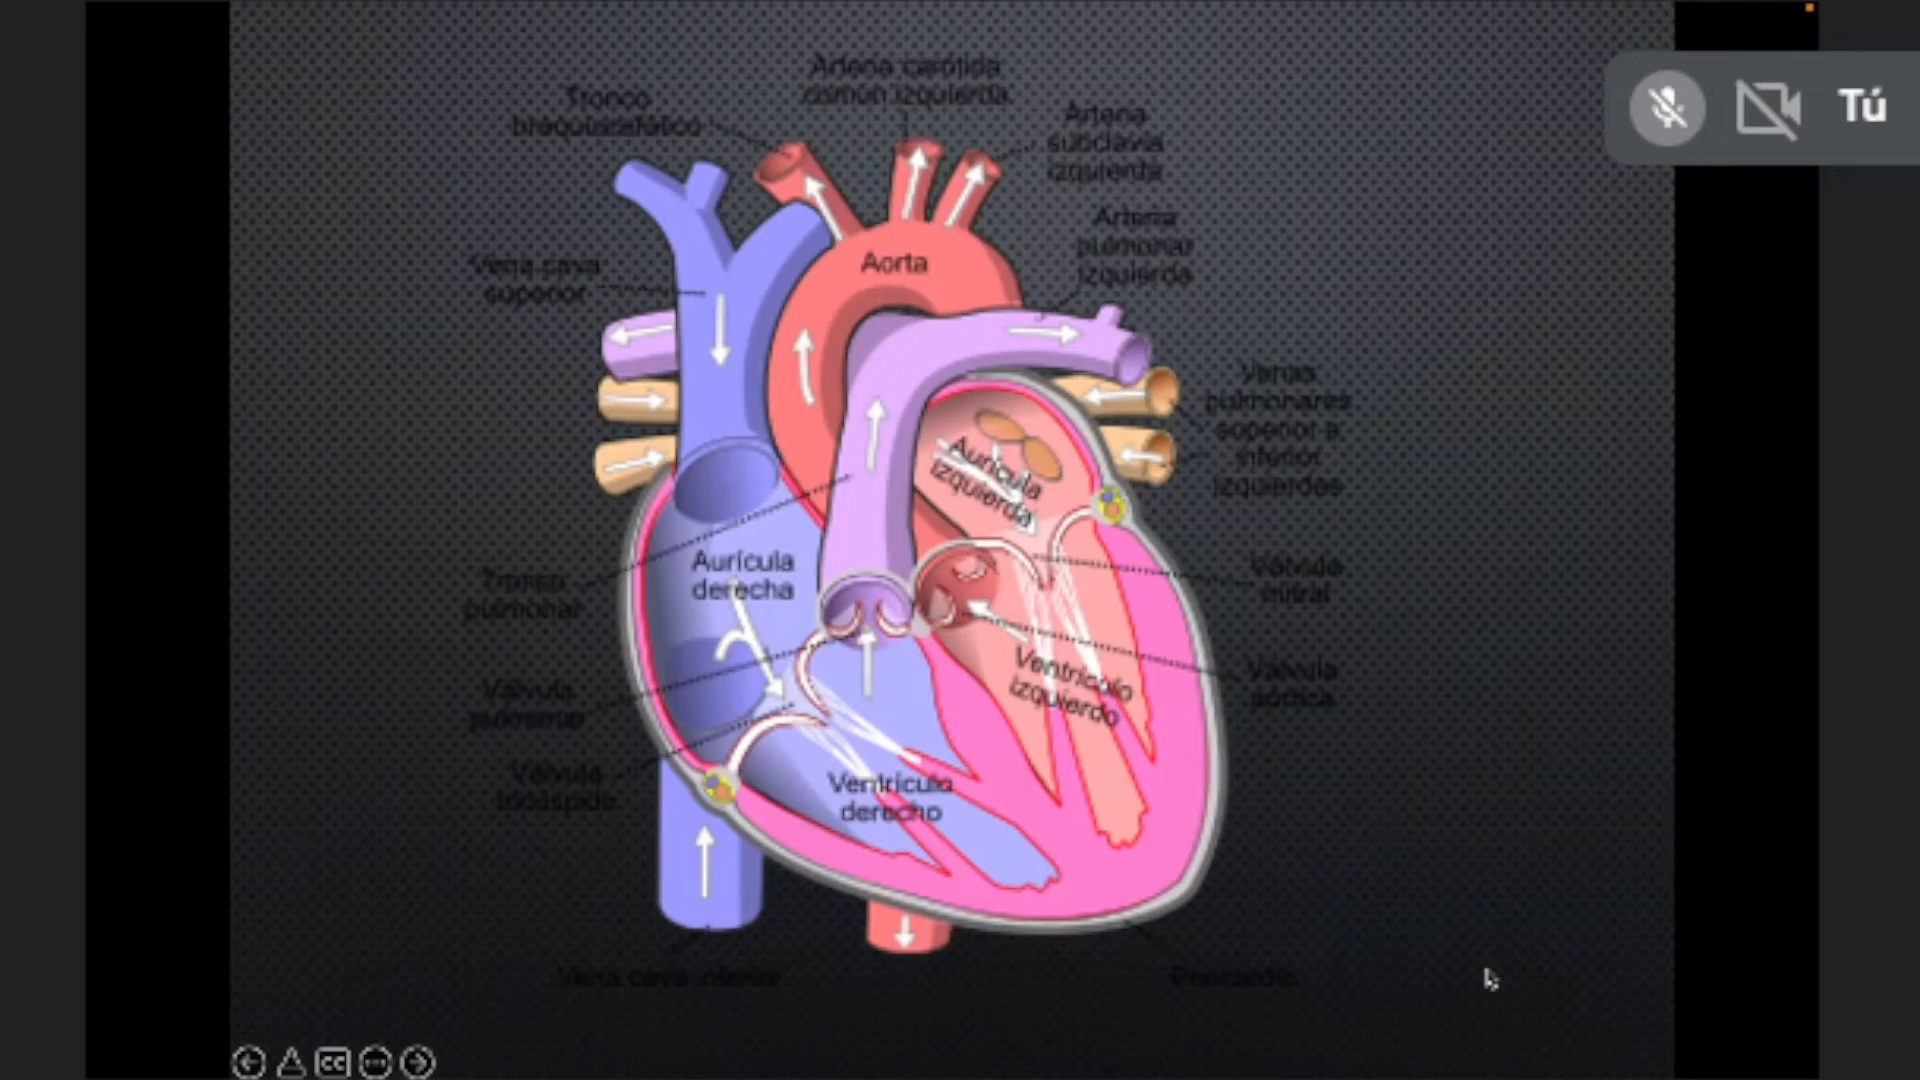 Arteria carótida
común izquierda
Tronco
braquiocefálico
Arteria
subclavia
izquierda
Arteria
pulmonar
izquierda
Aorta
Vena cava
superior
Venas
pulmonares
superior e
inferior
izquierdas
Aurícula
izquierda
Aurícula
derecha
Tronco
pulmonar
Válvula
mitral
Ventrículo
izquierdo
Válvula
aórtica
Válvula
pulmonar
Válvula
tricúspide
Ventrículo
derecho
Vena cava inferior
Pericardio
Tú
CC